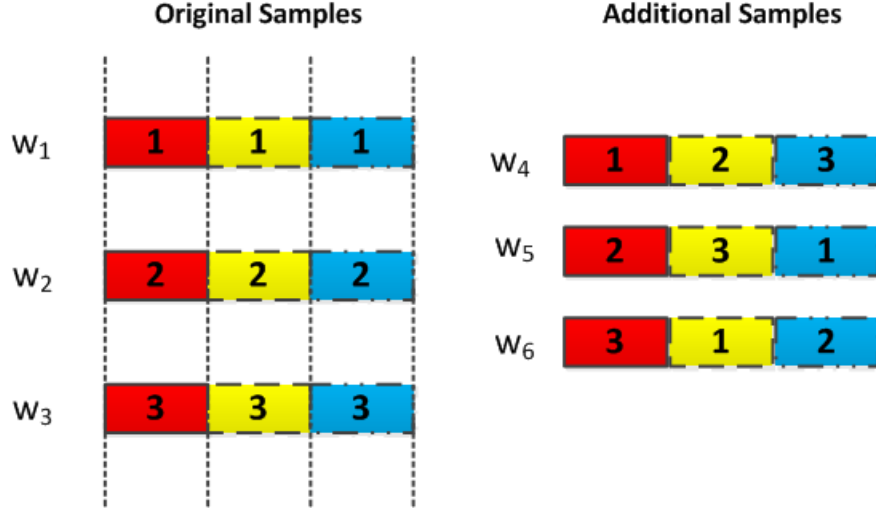 Original Samples
w₁ 1 1 1
w₂ 2 2 2
w₃ 3 3 3
Additional Samples
w₄ 1 2 3
w₅ 2 3 1
w₆ 3 1 2